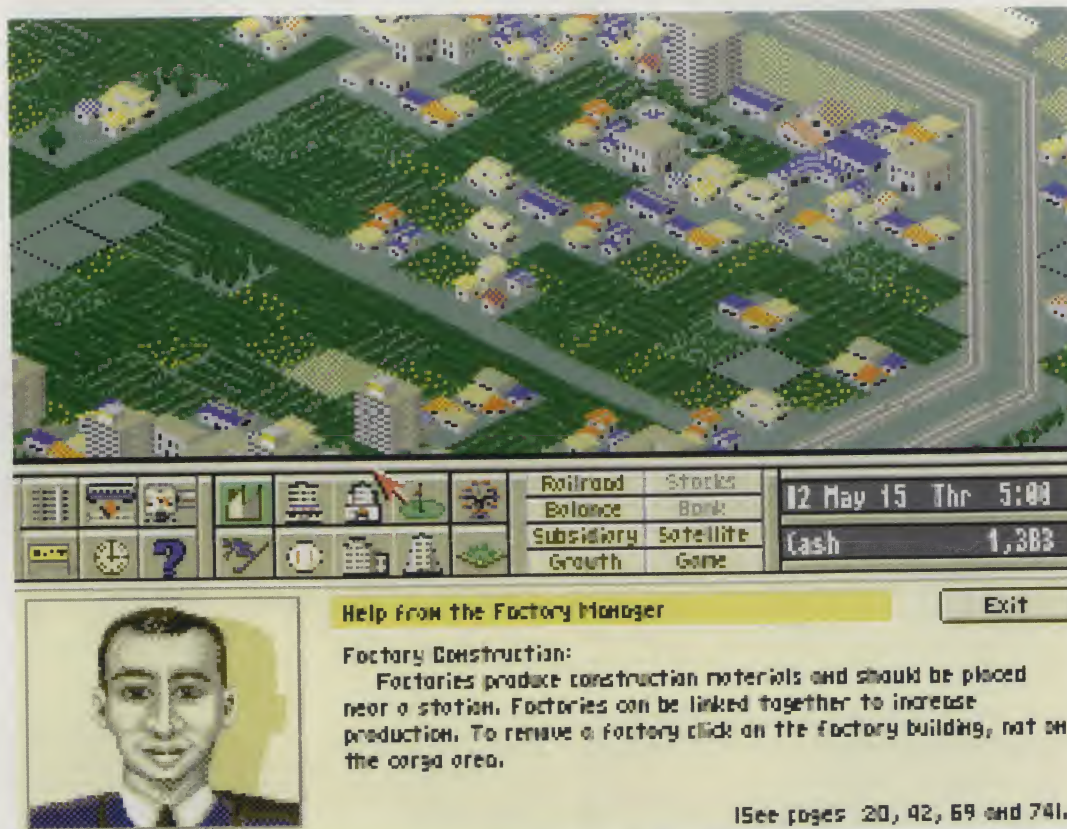 Railroad Stocks
Balance Bank
Subsidiary Satellite
Growth Game
02 May 15 Thr 5:00
Cash 1,383
?
Help from the Factory Manager
Exit
Factory Construction:
Factories produce construction materials and should be placed
near a station. Factories can be linked together to increase
production. To remove a factory click on the factory building, not on
the cargo area.
(See pages 20, 42, 69 and 74).